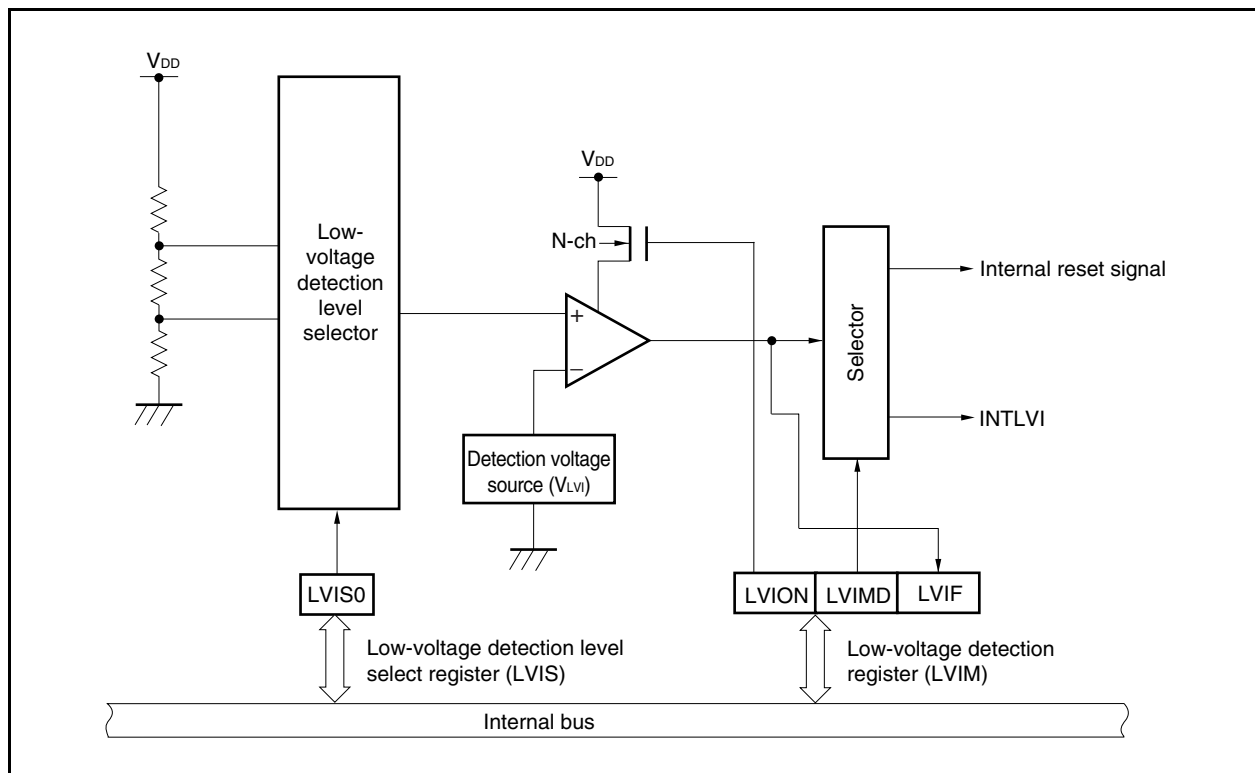 VDD
Low-
voltage
detection
level
selector
VDD
N-ch
+
−
Detection voltage
source (VLVI)
Selector
Internal reset signal
INTLVI
LVIS0
LVION
LVIMD
LVIF
Low-voltage detection level
select register (LVIS)
Low-voltage detection
register (LVIM)
Internal bus